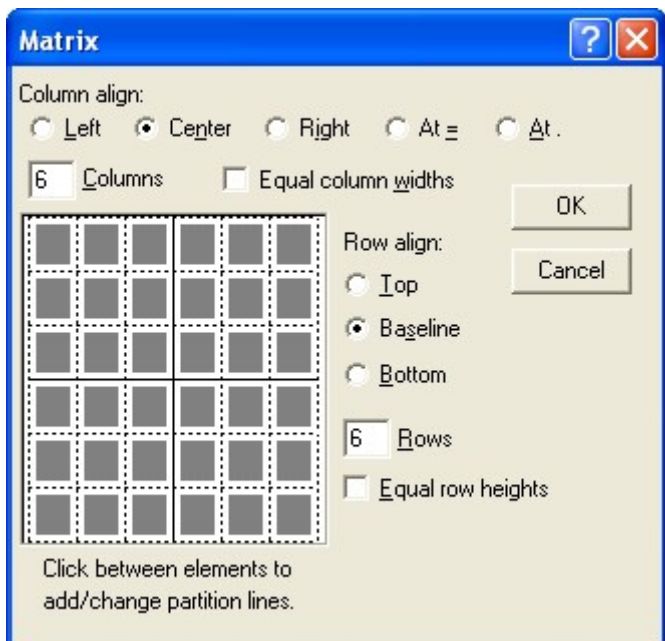 Matrix
Column align:
Left Center Right At = At .
6 Columns Equal column widths
OK
Row align:
Cancel
Top
Baseline
Bottom
6 Rows
Equal row heights
Click between elements to
add/change partition lines.